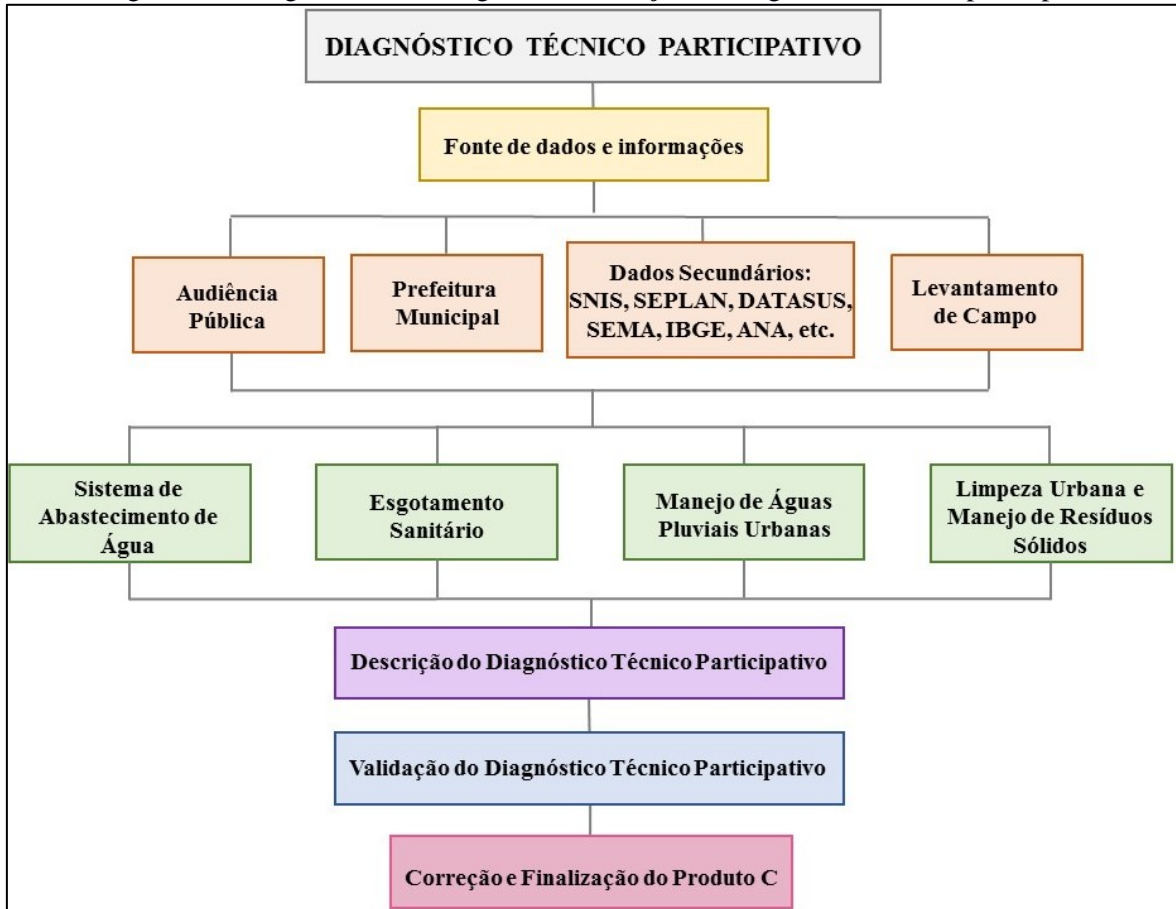 DIAGNÓSTICO TÉCNICO PARTICIPATIVO
Fonte de dados e informações
Audiência
Pública
Prefeitura
Municipal
Dados Secundários:
SNIS, SEPLAN, DATASUS,
SEMA, IBGE, ANA, etc.
Levantamento
de Campo
Sistema de
Abastecimento de
Água
Esgotamento
Sanitário
Manejo de Águas
Pluviais Urbanas
Limpeza Urbana e
Manejo de Resíduos
Sólidos
Descrição do Diagnóstico Técnico Participativo
Validação do Diagnóstico Técnico Participativo
Correção e Finalização do Produto C